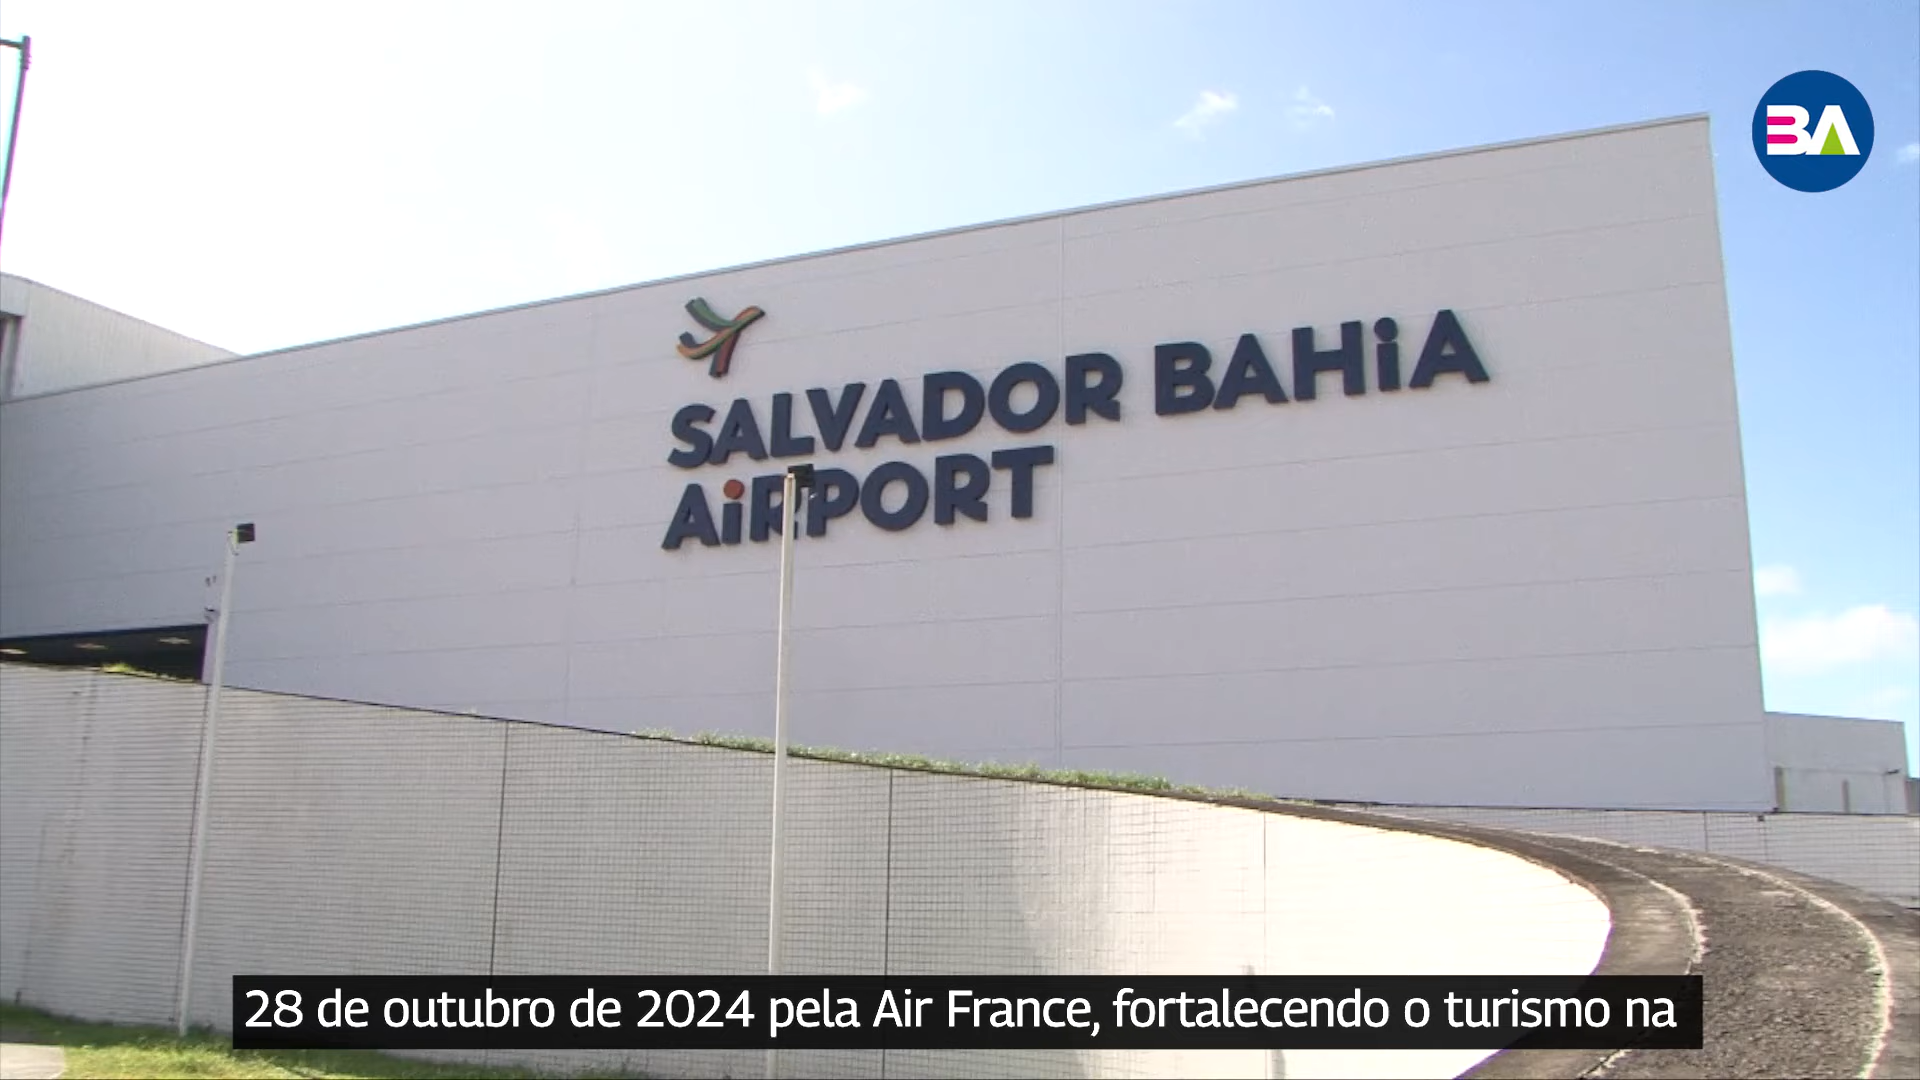 BA
SALVADOR BAHiA
AiRPORT
28 de outubro de 2024 pela Air France, fortalecendo o turismo na